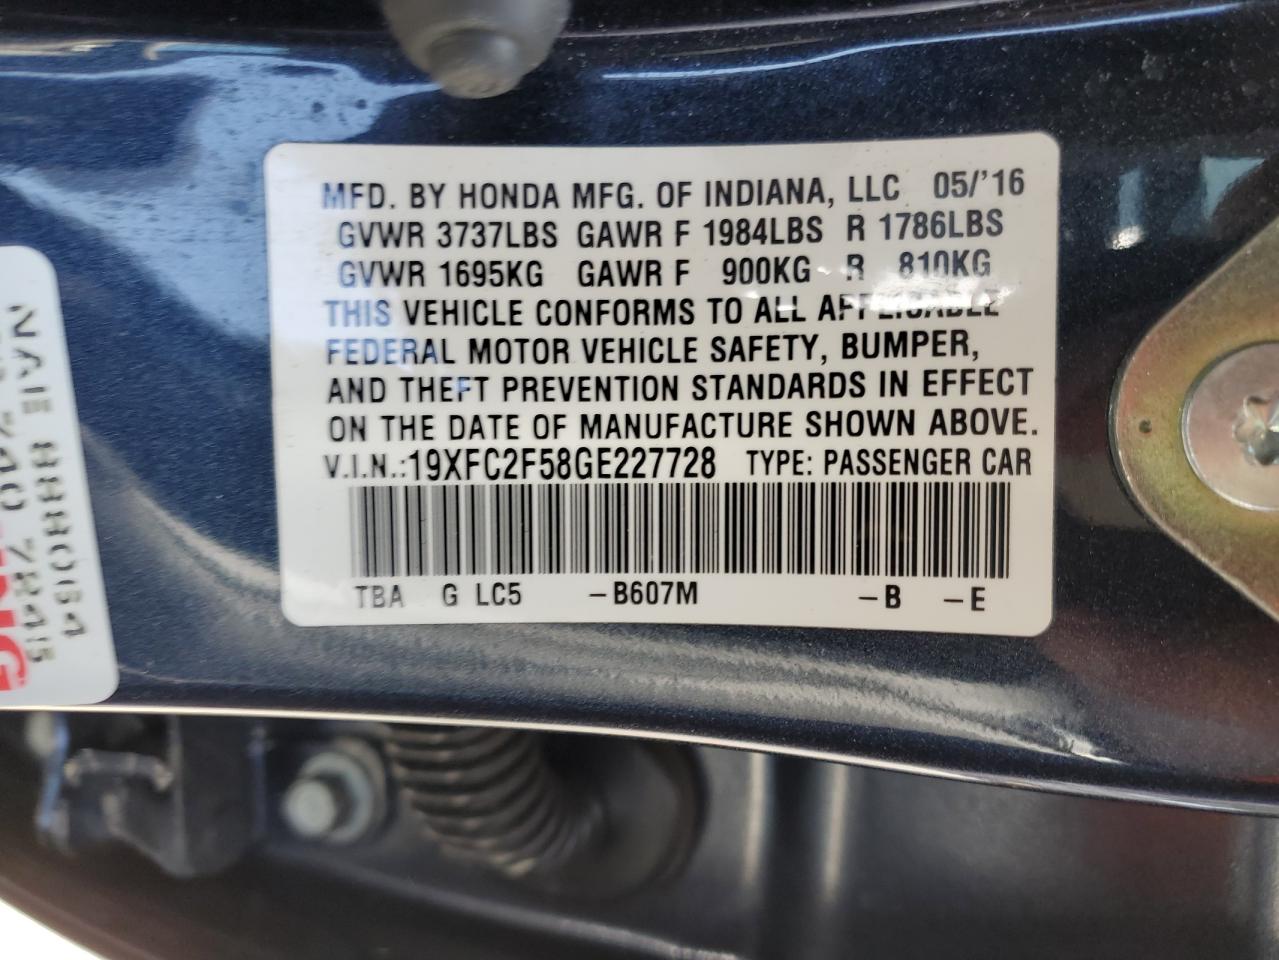 MFD. BY HONDA MFG. OF INDIANA, LLC 05/'16
GVWR 3737LBS GAWR F 1984LBS R 1786LBS
GVWR 1695KG GAWR F 900KG R 810KG
THIS VEHICLE CONFORMS TO ALL APPLICABLE
FEDERAL MOTOR VEHICLE SAFETY, BUMPER,
AND THEFT PREVENTION STANDARDS IN EFFECT
ON THE DATE OF MANUFACTURE SHOWN ABOVE.
V.I.N.:19XFC2F58GE227728 TYPE: PASSENGER CAR
TBA G LC5 -B607M -B -E